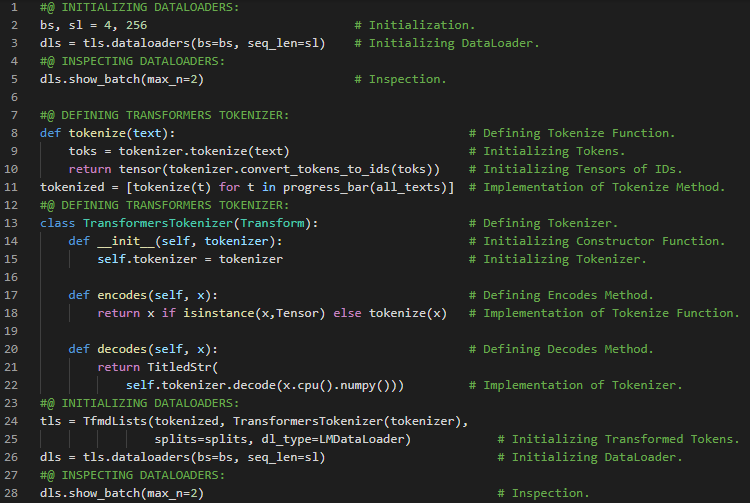 1 #@ INITIALIZING DATALOADERS:
2 bs, sl = 4, 256 # Initialization.
3 dls = tls.dataloaders(bs=bs, seq_len=sl) # Initializing DataLoader.
4 #@ INSPECTING DATALOADERS:
5 dls.show_batch(max_n=2) # Inspection.
6
7 #@ DEFINING TRANSFORMERS TOKENIZER:
8 def tokenize(text): # Defining Tokenize Function.
9 toks = tokenizer.tokenize(text) # Initializing Tokens.
10 return tensor(tokenizer.convert_tokens_to_ids(toks)) # Initializing Tensors of IDs.
11 tokenized = [tokenize(t) for t in progress_bar(all_texts)] # Implementation of Tokenize Method.
12 #@ DEFINING TRANSFORMERS TOKENIZER:
13 class TransformersTokenizer(Transform): # Defining Tokenizer.
14 def __init__(self, tokenizer): # Initializing Constructor Function.
15 self.tokenizer = tokenizer # Initializing Tokenizer.
16
17 def encodes(self, x): # Defining Encodes Method.
18 return x if isinstance(x,Tensor) else tokenize(x) # Implementation of Tokenize Function.
19
20 def decodes(self, x): # Defining Decodes Method.
21 return TitledStr(
22 self.tokenizer.decode(x.cpu().numpy())) # Implementation of Tokenizer.
23 #@ INITIALIZING DATALOADERS:
24 tls = TfmdLists(tokenized, TransformersTokenizer(tokenizer),
25 splits=splits, dl_type=LMDataLoader) # Initializing Transformed Tokens.
26 dls = tls.dataloaders(bs=bs, seq_len=sl) # Initializing DataLoader.
27 #@ INSPECTING DATALOADERS:
28 dls.show_batch(max_n=2) # Inspection.